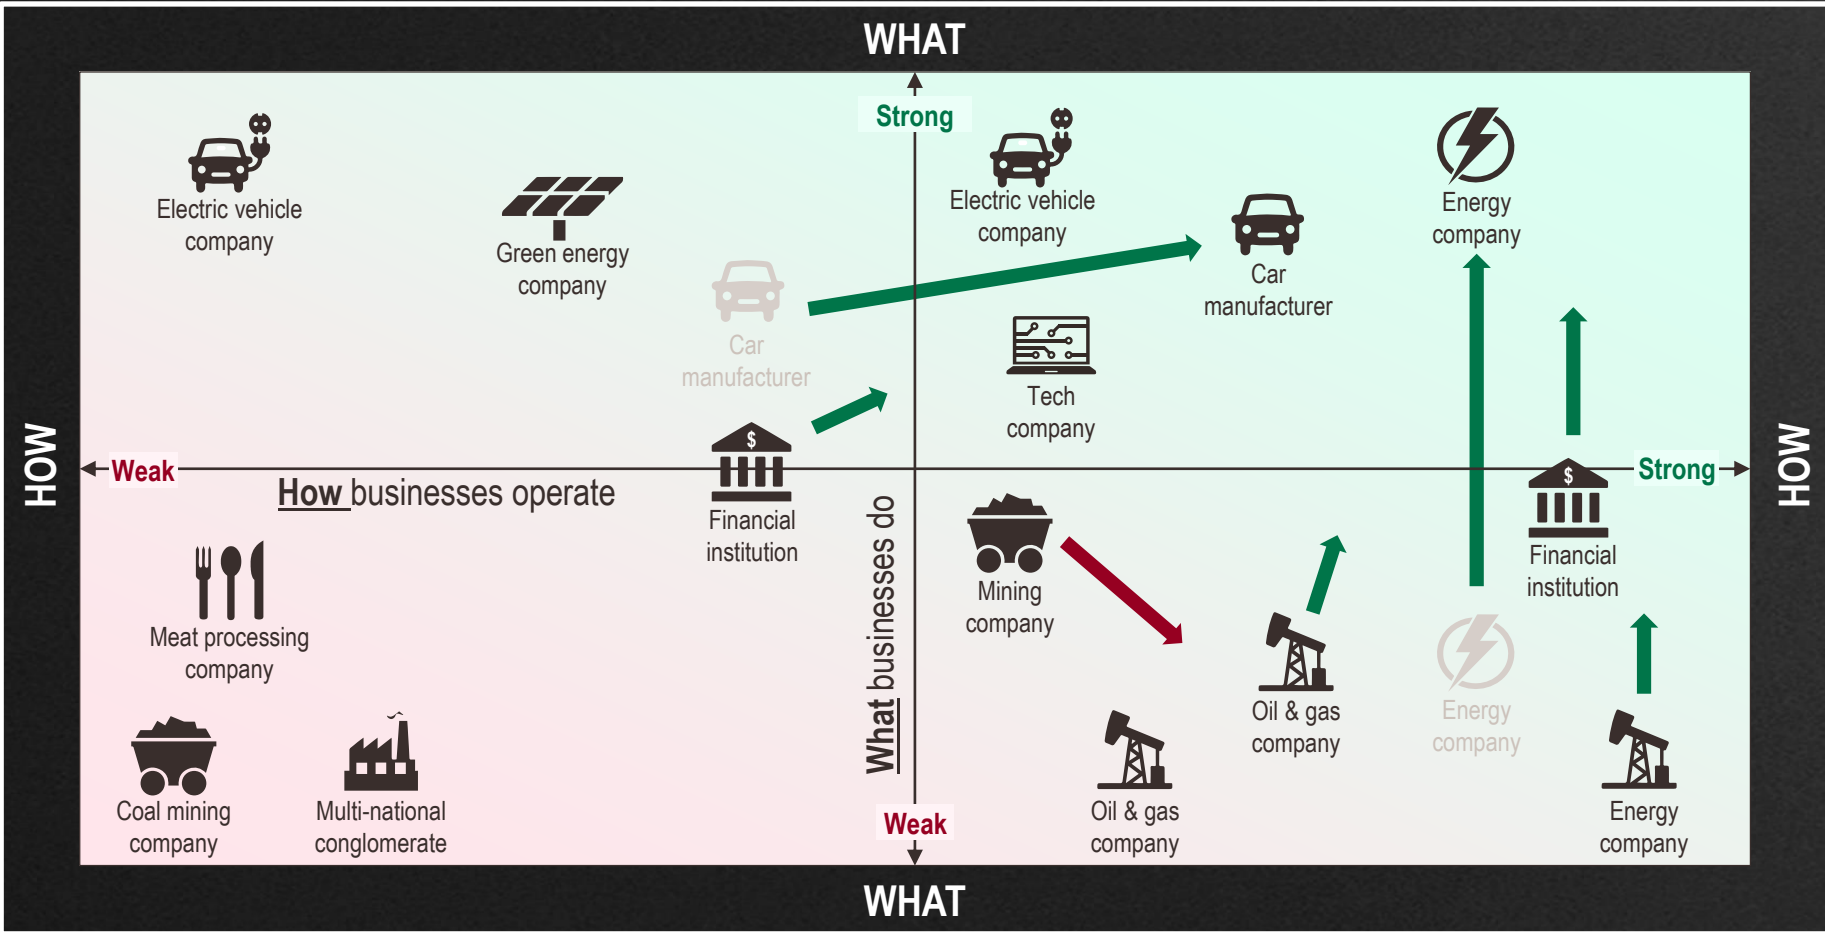 WHAT
Strong
Electric vehicle
company
Green energy
company
Car
manufacturer
Electric vehicle
company
Car
manufacturer
Energy
company
Tech
company
HOW
Weak
How businesses operate
$
Financial
institution
What businesses do
Strong
HOW
$
Financial
institution
Mining
company
Meat processing
company
Oil & gas
company
Energy
company
Coal mining
company
Multi-national
conglomerate
Weak
Oil & gas
company
Energy
company
WHAT